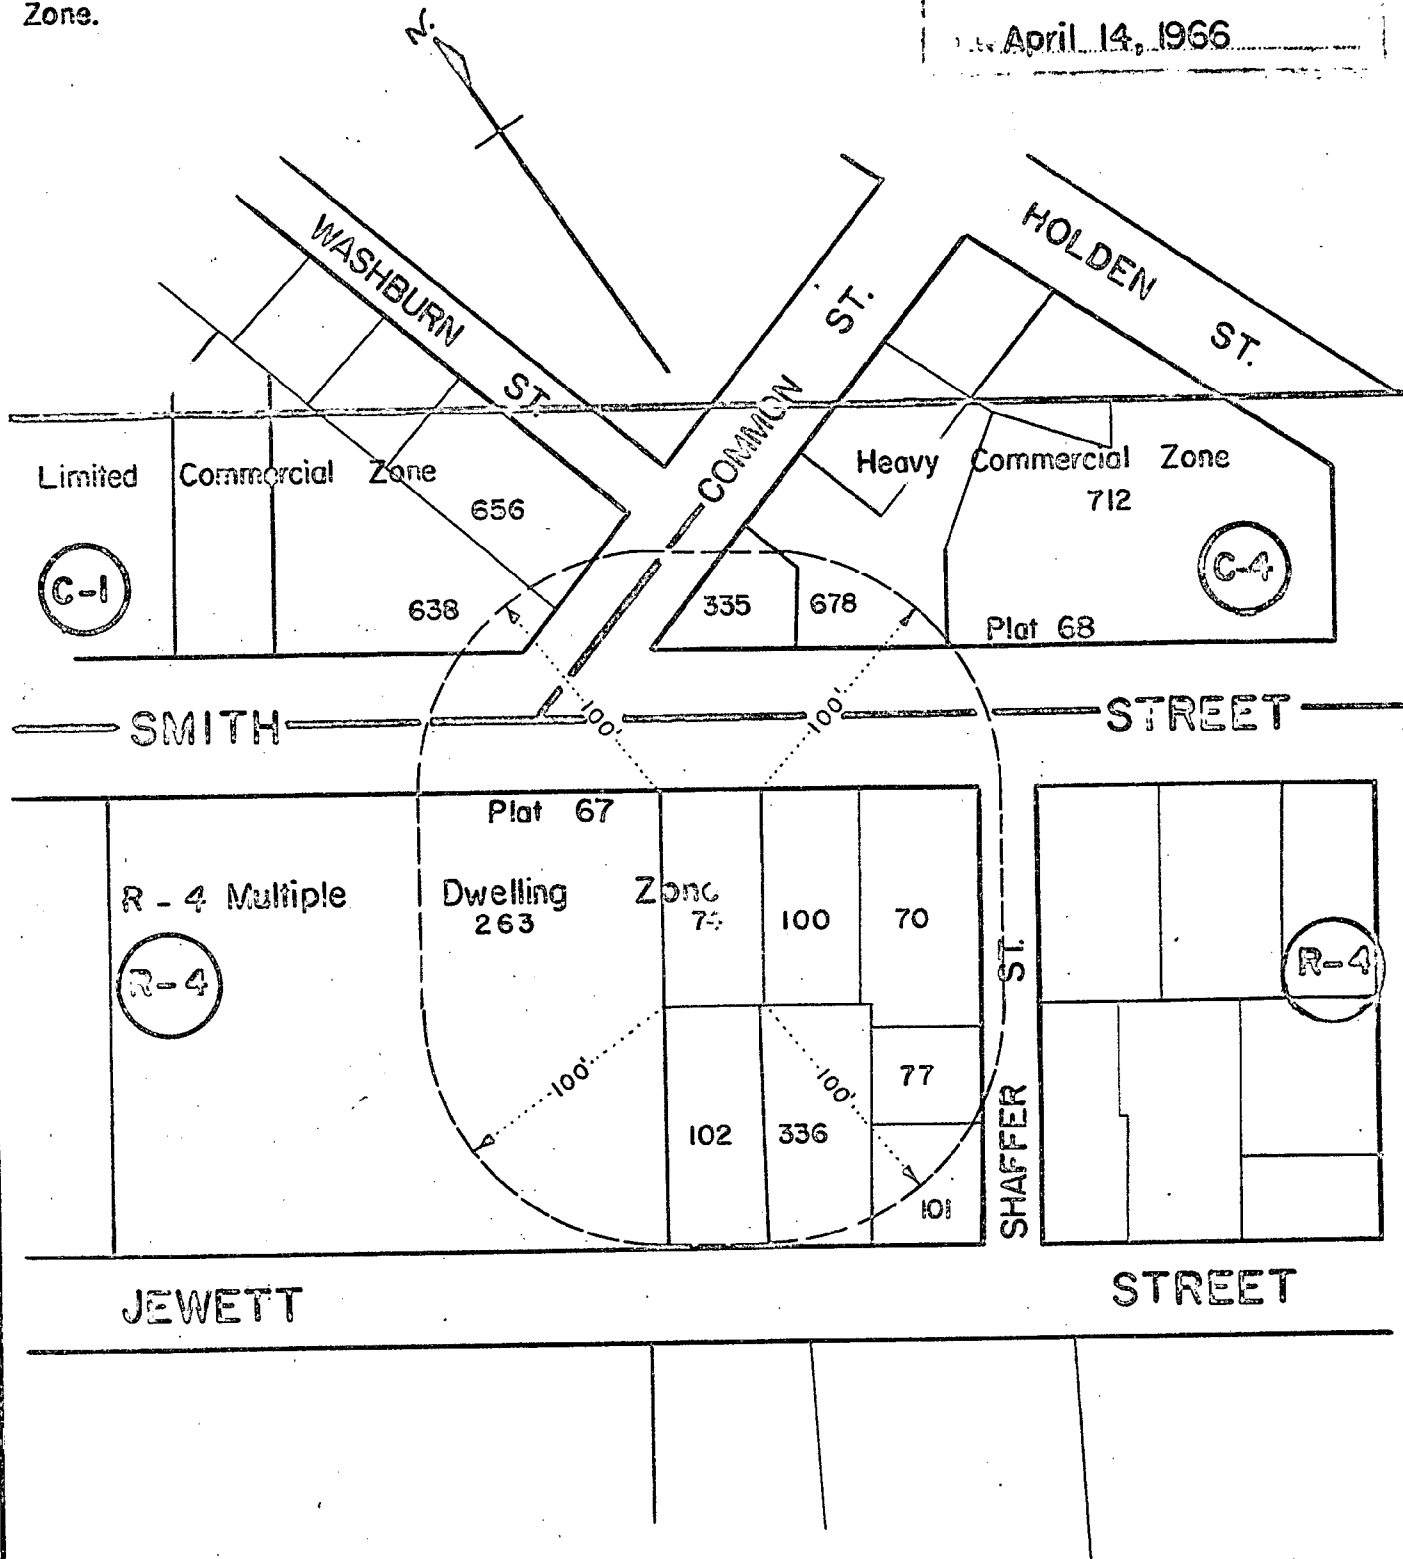 Zone.
April 14, 1966
N.
WASHBURN ST.
COMMON ST.
HOLDEN ST.
Limited Commercial Zone
Heavy Commercial Zone
656
712
C-1
C-4
638
335
678
Plat 68
SMITH STREET
100'
100'
Plat 67
R-4 Multiple Dwelling Zone
263
100
70
R-4
R-4
SHAFFER ST.
100'
100'
77
102
336
101
JEWETT STREET